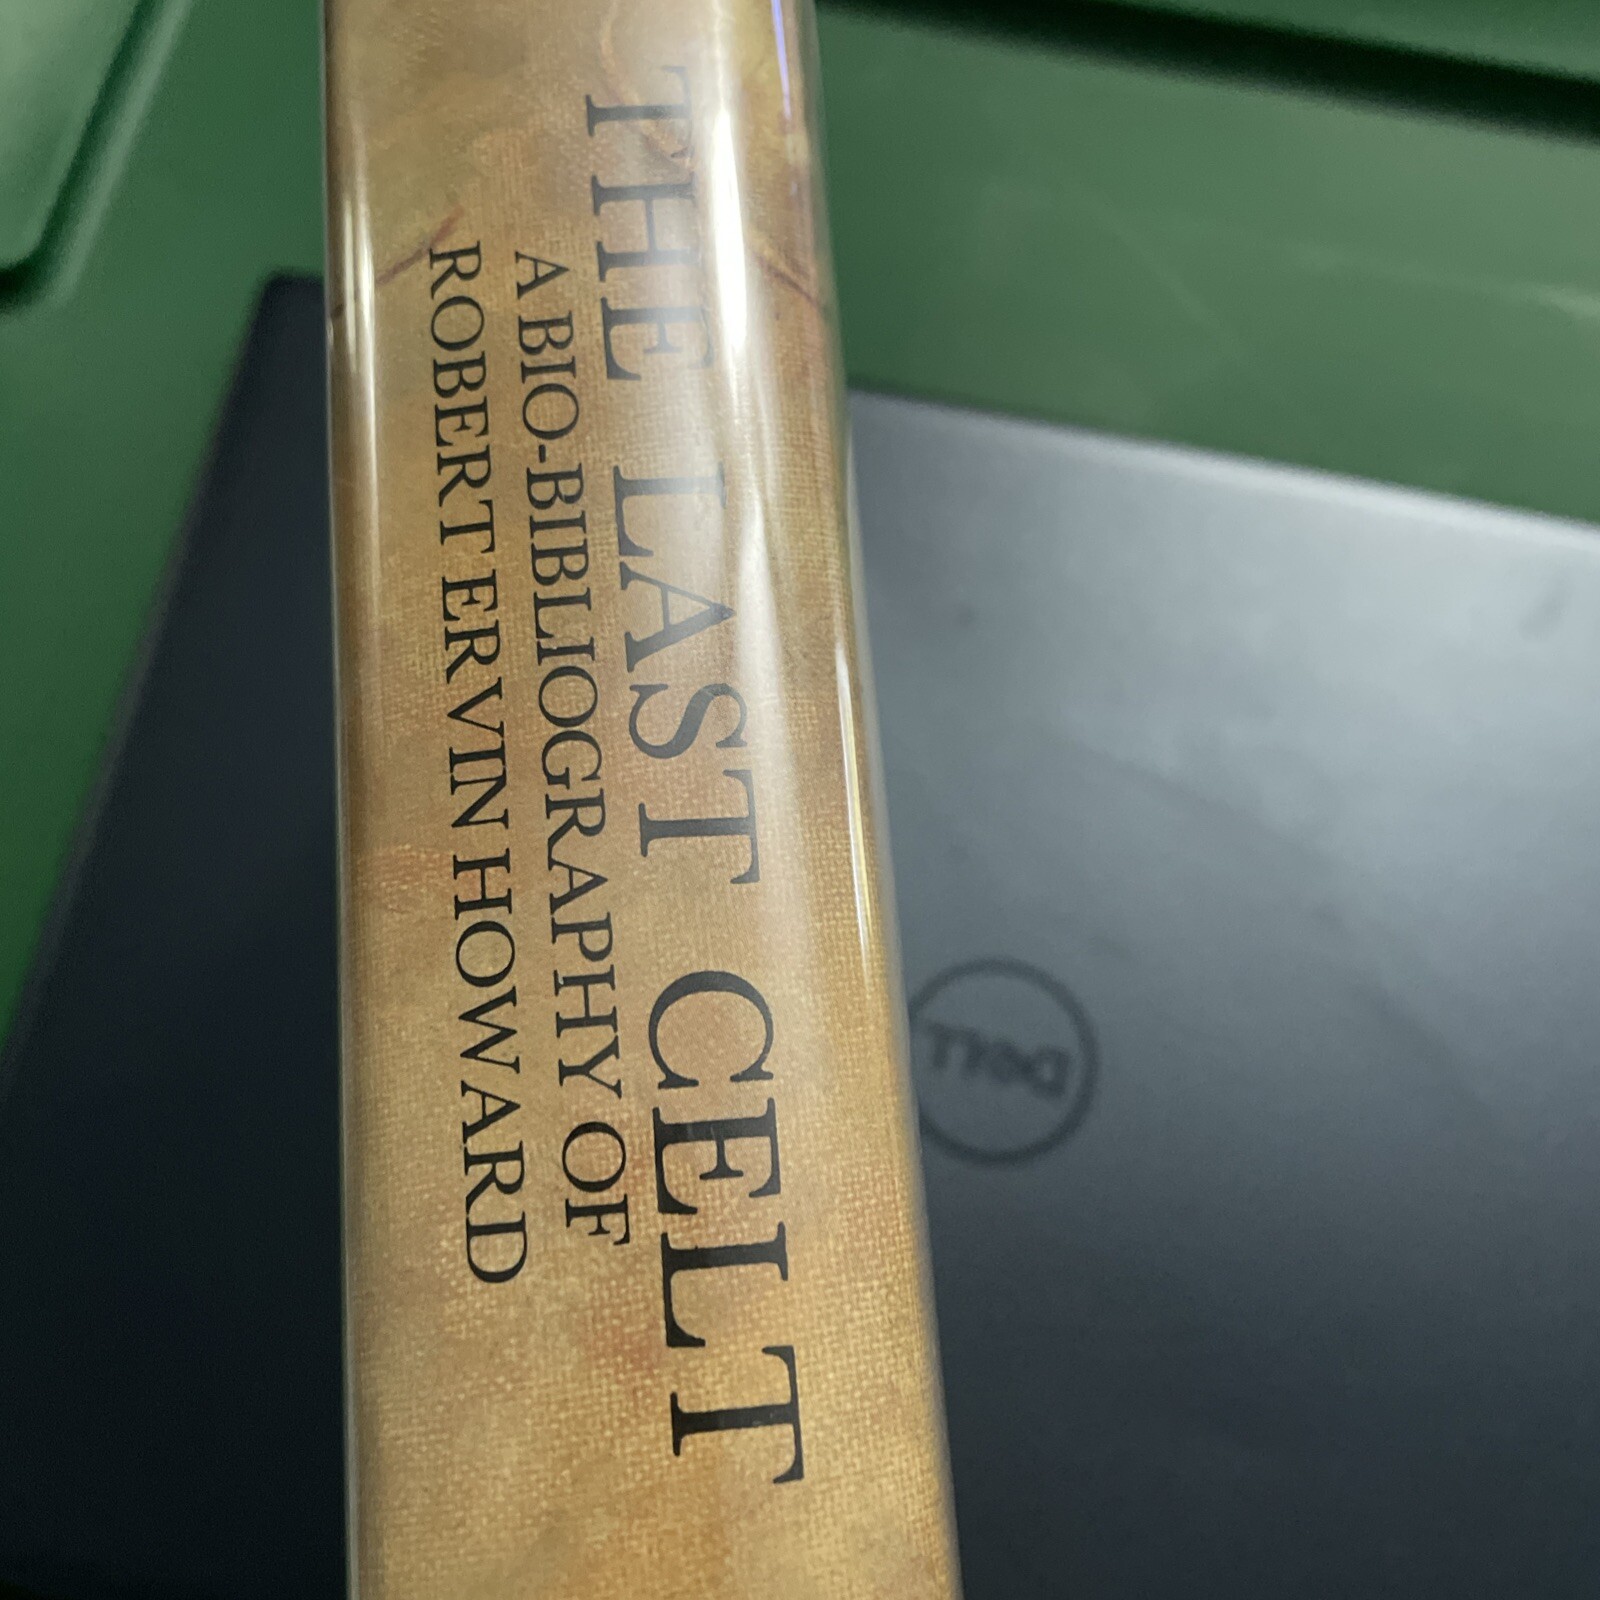 THE LAST CELT
A BIO-BIBLIOGRAPHY OF
ROBERT ERVIN HOWARD
DELL